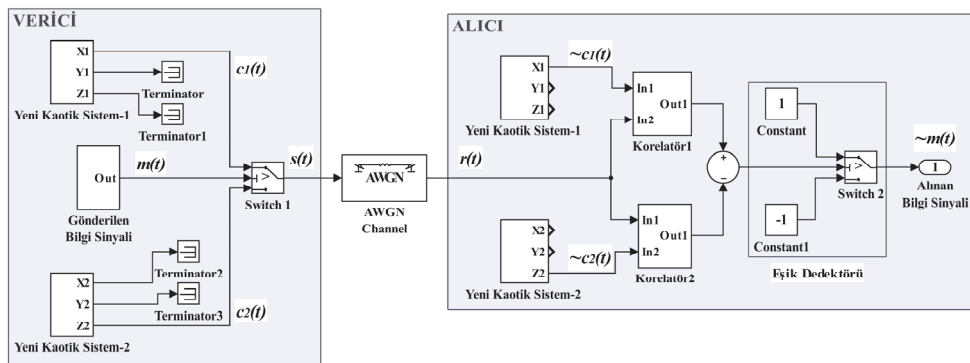 VERİCİ
X1
Y1
Z1
Yeni Kaotik Sistem-1
Terminator
Terminator1
c1(t)
Out
m(t)
Gönderilen
Bilgi Sinyali
>
Switch 1
s(t)
X2
Y2
Z2
Yeni Kaotik Sistem-2
Terminator2
Terminator3
c2(t)
AWGN
AWGN
Channel
ALICI
r(t)
X1
Y1
Z1
Yeni Kaotik Sistem-1
~c1(t)
In1
In2
Out1
Korelatör1
X2
Y2
Z2
Yeni Kaotik Sistem-2
~c2(t)
In1
In2
Out1
Korelatör2
+
−
1
Constant
-1
Constant1
>
Switch 2
Eşik Dedektörü
~m(t)
1
Alınan
Bilgi Sinyali